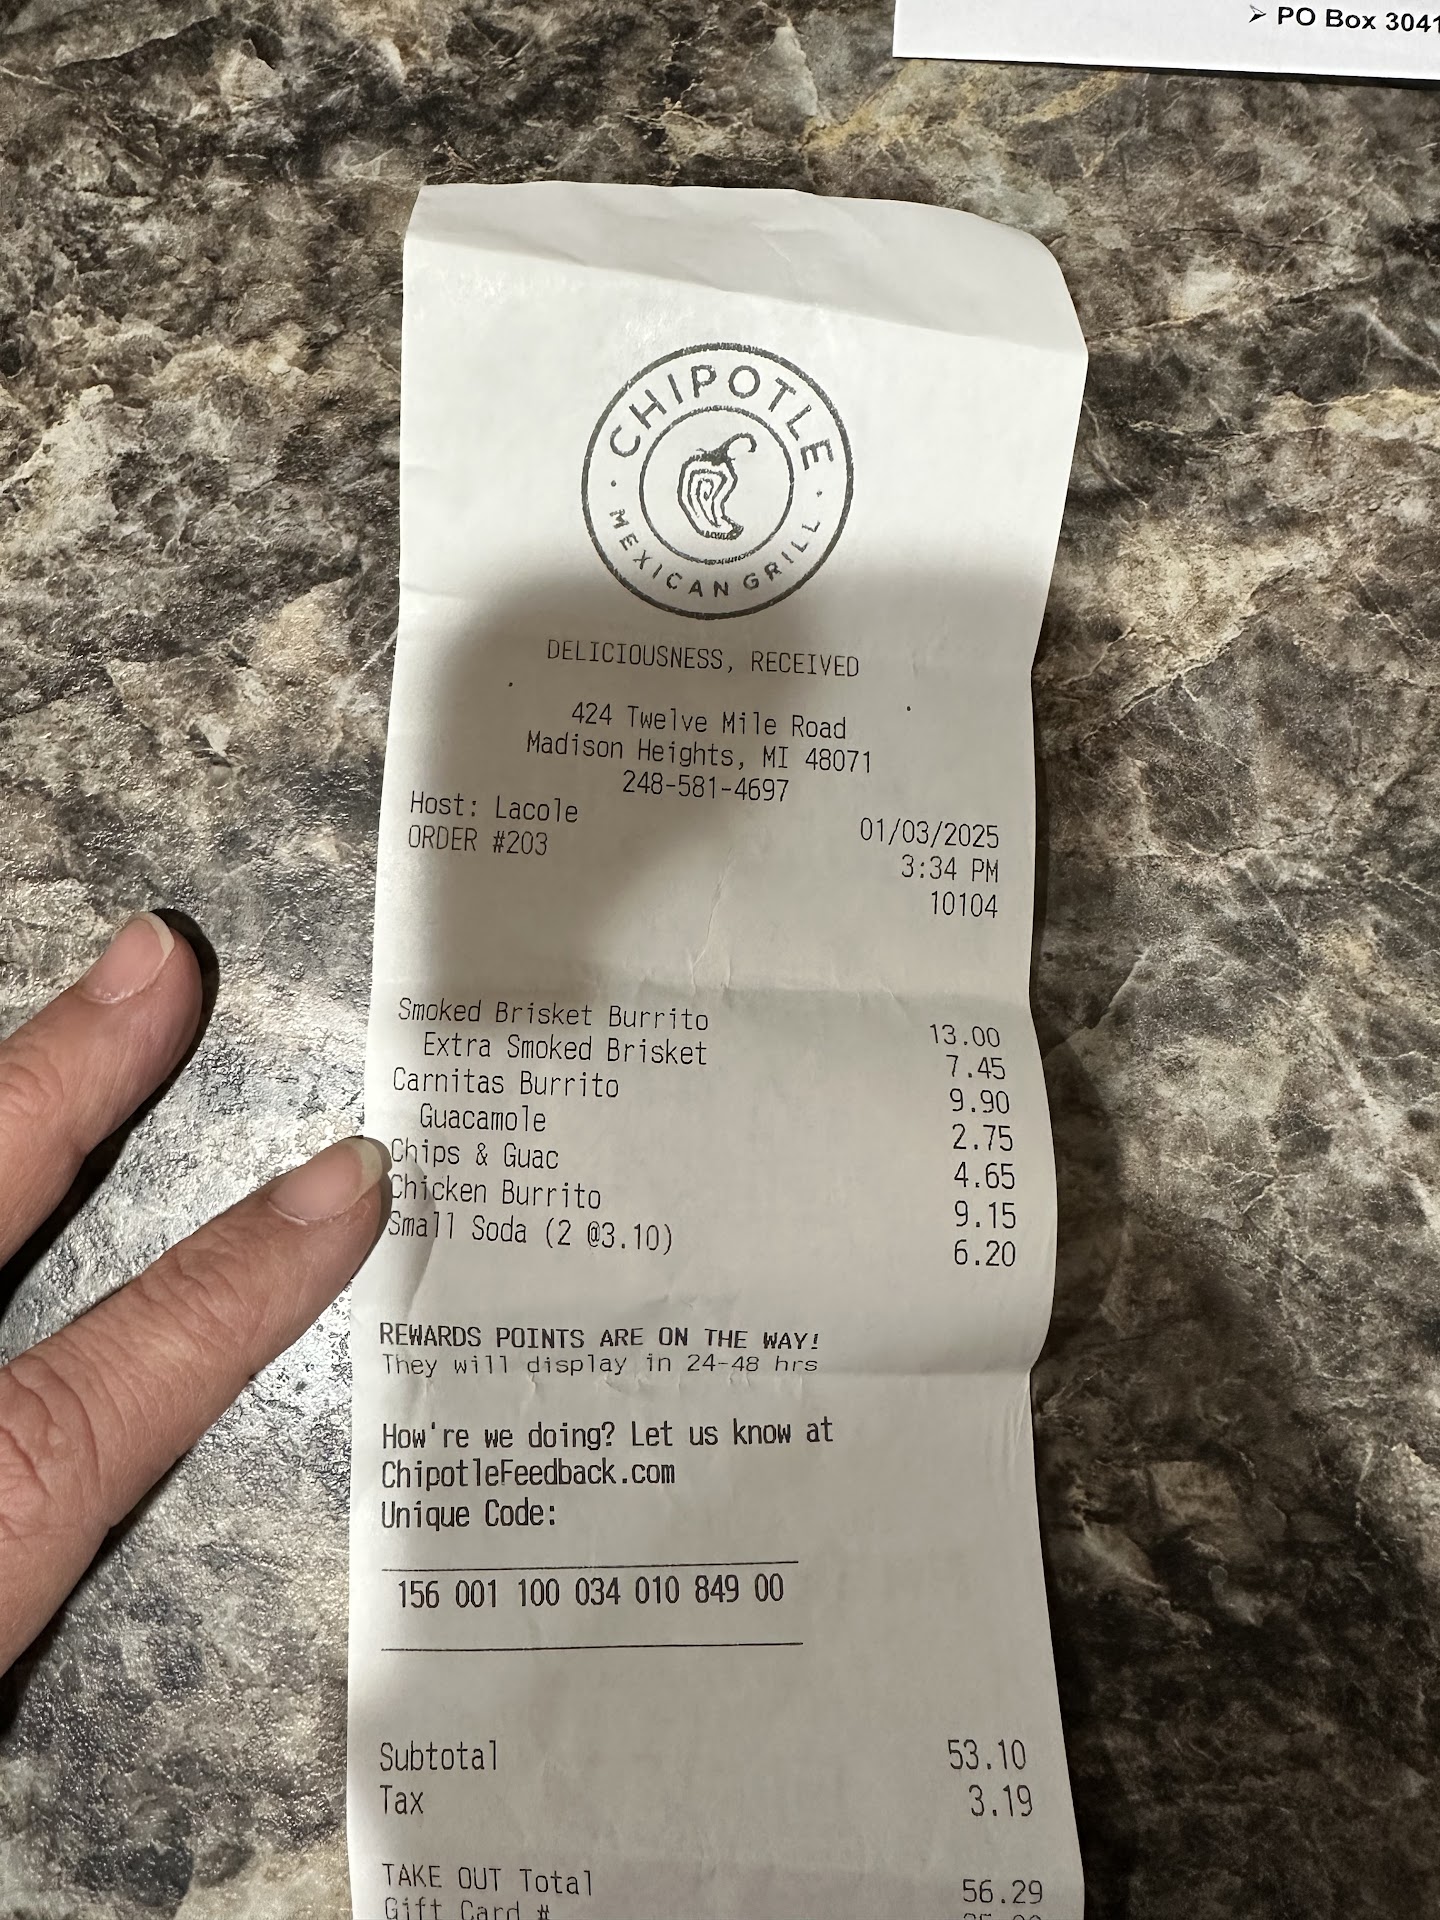 ➢ PO Box 3041
CHIPOTLE
MEXICAN GRILL
DELICIOUSNESS, RECEIVED
424 Twelve Mile Road
Madison Heights, MI 48071
248-581-4697
Host: Lacole 01/03/2025
ORDER #203 3:34 PM
10104
Smoked Brisket Burrito 13.00
Extra Smoked Brisket 7.45
Carnitas Burrito 9.90
Guacamole 2.75
Chips & Guac 4.65
Chicken Burrito 9.15
Small Soda (2 @3.10) 6.20
REWARDS POINTS ARE ON THE WAY!
They will display in 24-48 hrs
How're we doing? Let us know at
ChipotleFeedback.com
Unique Code:
156 001 100 034 010 849 00
Subtotal 53.10
Tax 3.19
TAKE OUT Total 56.29
Gift Card #